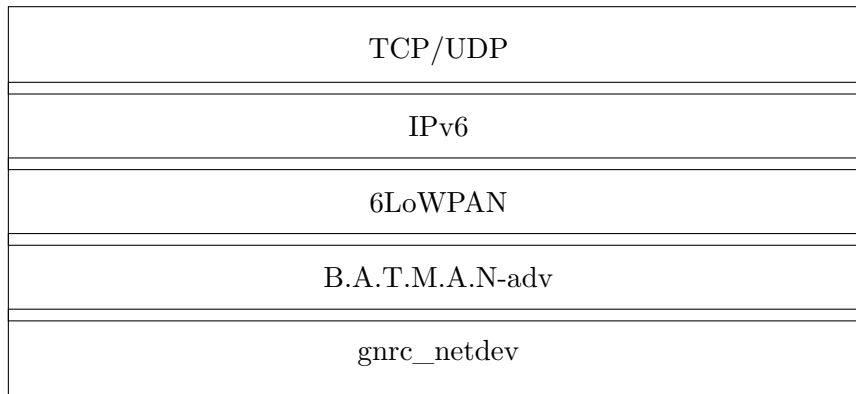 TCP/UDP
IPv6
6LoWPAN
B.A.T.M.A.N-adv
gnrc_netdev